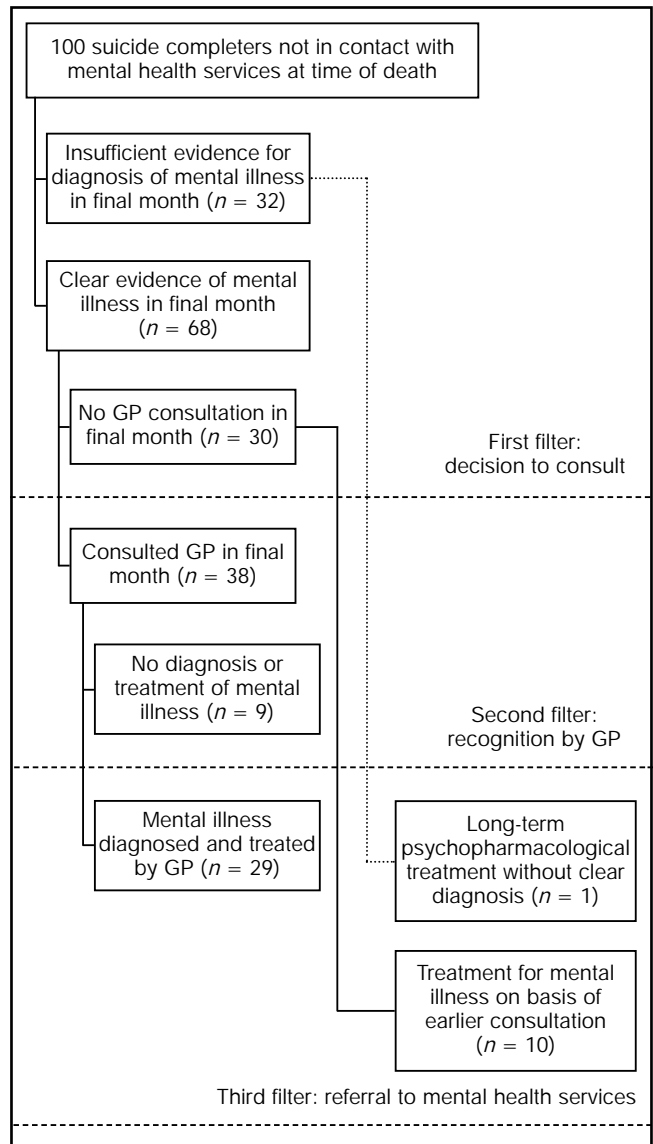 100 suicide completers not in contact with
mental health services at time of death
Insufficient evidence for
diagnosis of mental illness
in final month (n = 32)
Clear evidence of mental
illness in final month
(n = 68)
No GP consultation in
final month (n = 30)
First filter:
decision to consult
Consulted GP in final
month (n = 38)
No diagnosis or
treatment of mental
illness (n = 9)
Second filter:
recognition by GP
Mental illness
diagnosed and treated
by GP (n = 29)
Long-term
psychopharmacological
treatment without clear
diagnosis (n = 1)
Treatment for mental
illness on basis of
earlier consultation
(n = 10)
Third filter: referral to mental health services